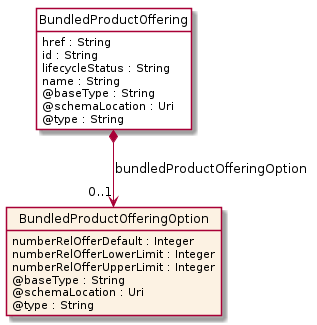 BundledProductOffering
href : String
id : String
lifecycleStatus : String
name : String
@baseType : String
@schemaLocation : Uri
@type : String
bundledProductOfferingOption
0..1
BundledProductOfferingOption
numberRelOfferDefault : Integer
numberRelOfferLowerLimit : Integer
numberRelOfferUpperLimit : Integer
@baseType : String
@schemaLocation : Uri
@type : String